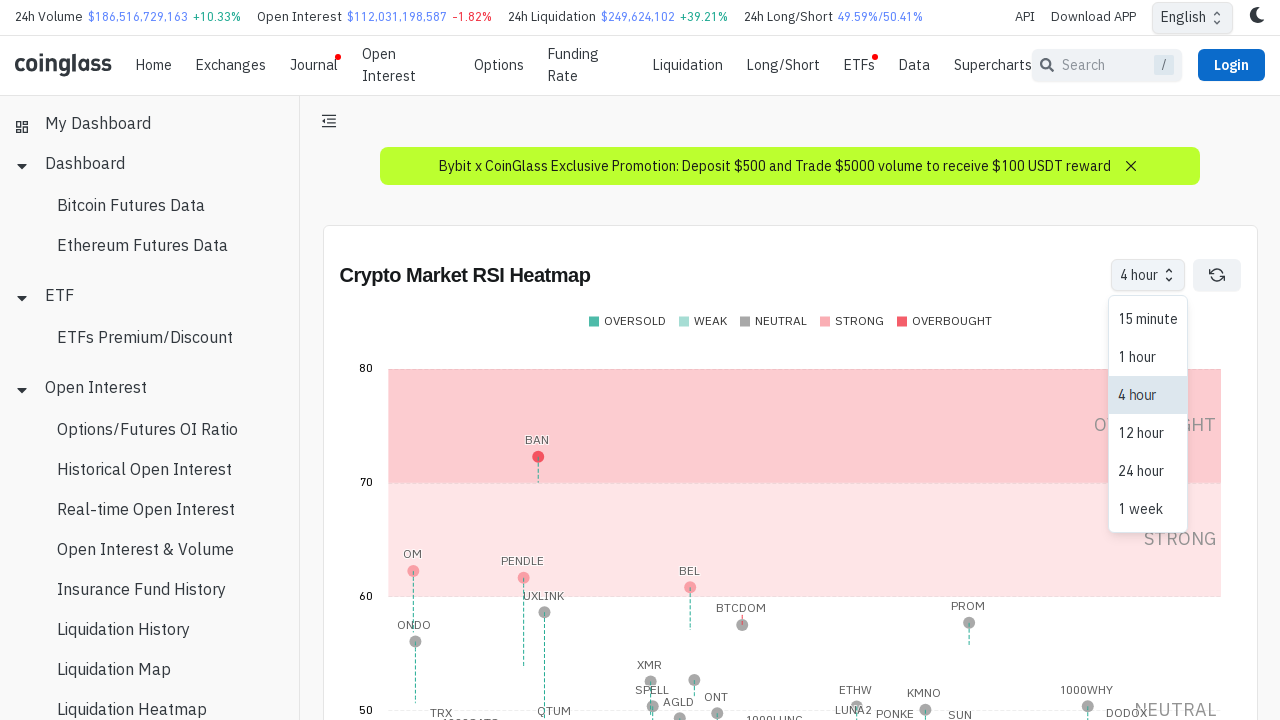 24h Volume $186,516,729,163 +10.33% Open Interest $112,031,198,587 -1.82% 24h Liquidation $249,624,102 +39.21% 24h Long/Short 49.59%/50.41% API Download APP English
coinglass Home Exchanges Journal Open Interest Options Funding Rate Liquidation Long/Short ETFs Data Supercharts Search / Login
My Dashboard
Dashboard
Bitcoin Futures Data
Ethereum Futures Data
ETF
ETFs Premium/Discount
Open Interest
Options/Futures OI Ratio
Historical Open Interest
Real-time Open Interest
Open Interest & Volume
Insurance Fund History
Liquidation History
Liquidation Map
Liquidation Heatmap
Bybit x CoinGlass Exclusive Promotion: Deposit $500 and Trade $5000 volume to receive $100 USDT reward
Crypto Market RSI Heatmap
4 hour
15 minute
1 hour
4 hour
12 hour
24 hour
1 week
OVERSOLD WEAK NEUTRAL STRONG OVERBOUGHT
80
BAN
70
STRONG
OM
PENDLE
BEL
60
UXLINK
BTCDOM
PROM
ONDO
XMR
SPELL
ETHW
KMNO
1000WHY
AGLD
ONT
50
TRX
QTUM
LUNA2
PONKE
SUN
DODOX
NEUTRAL